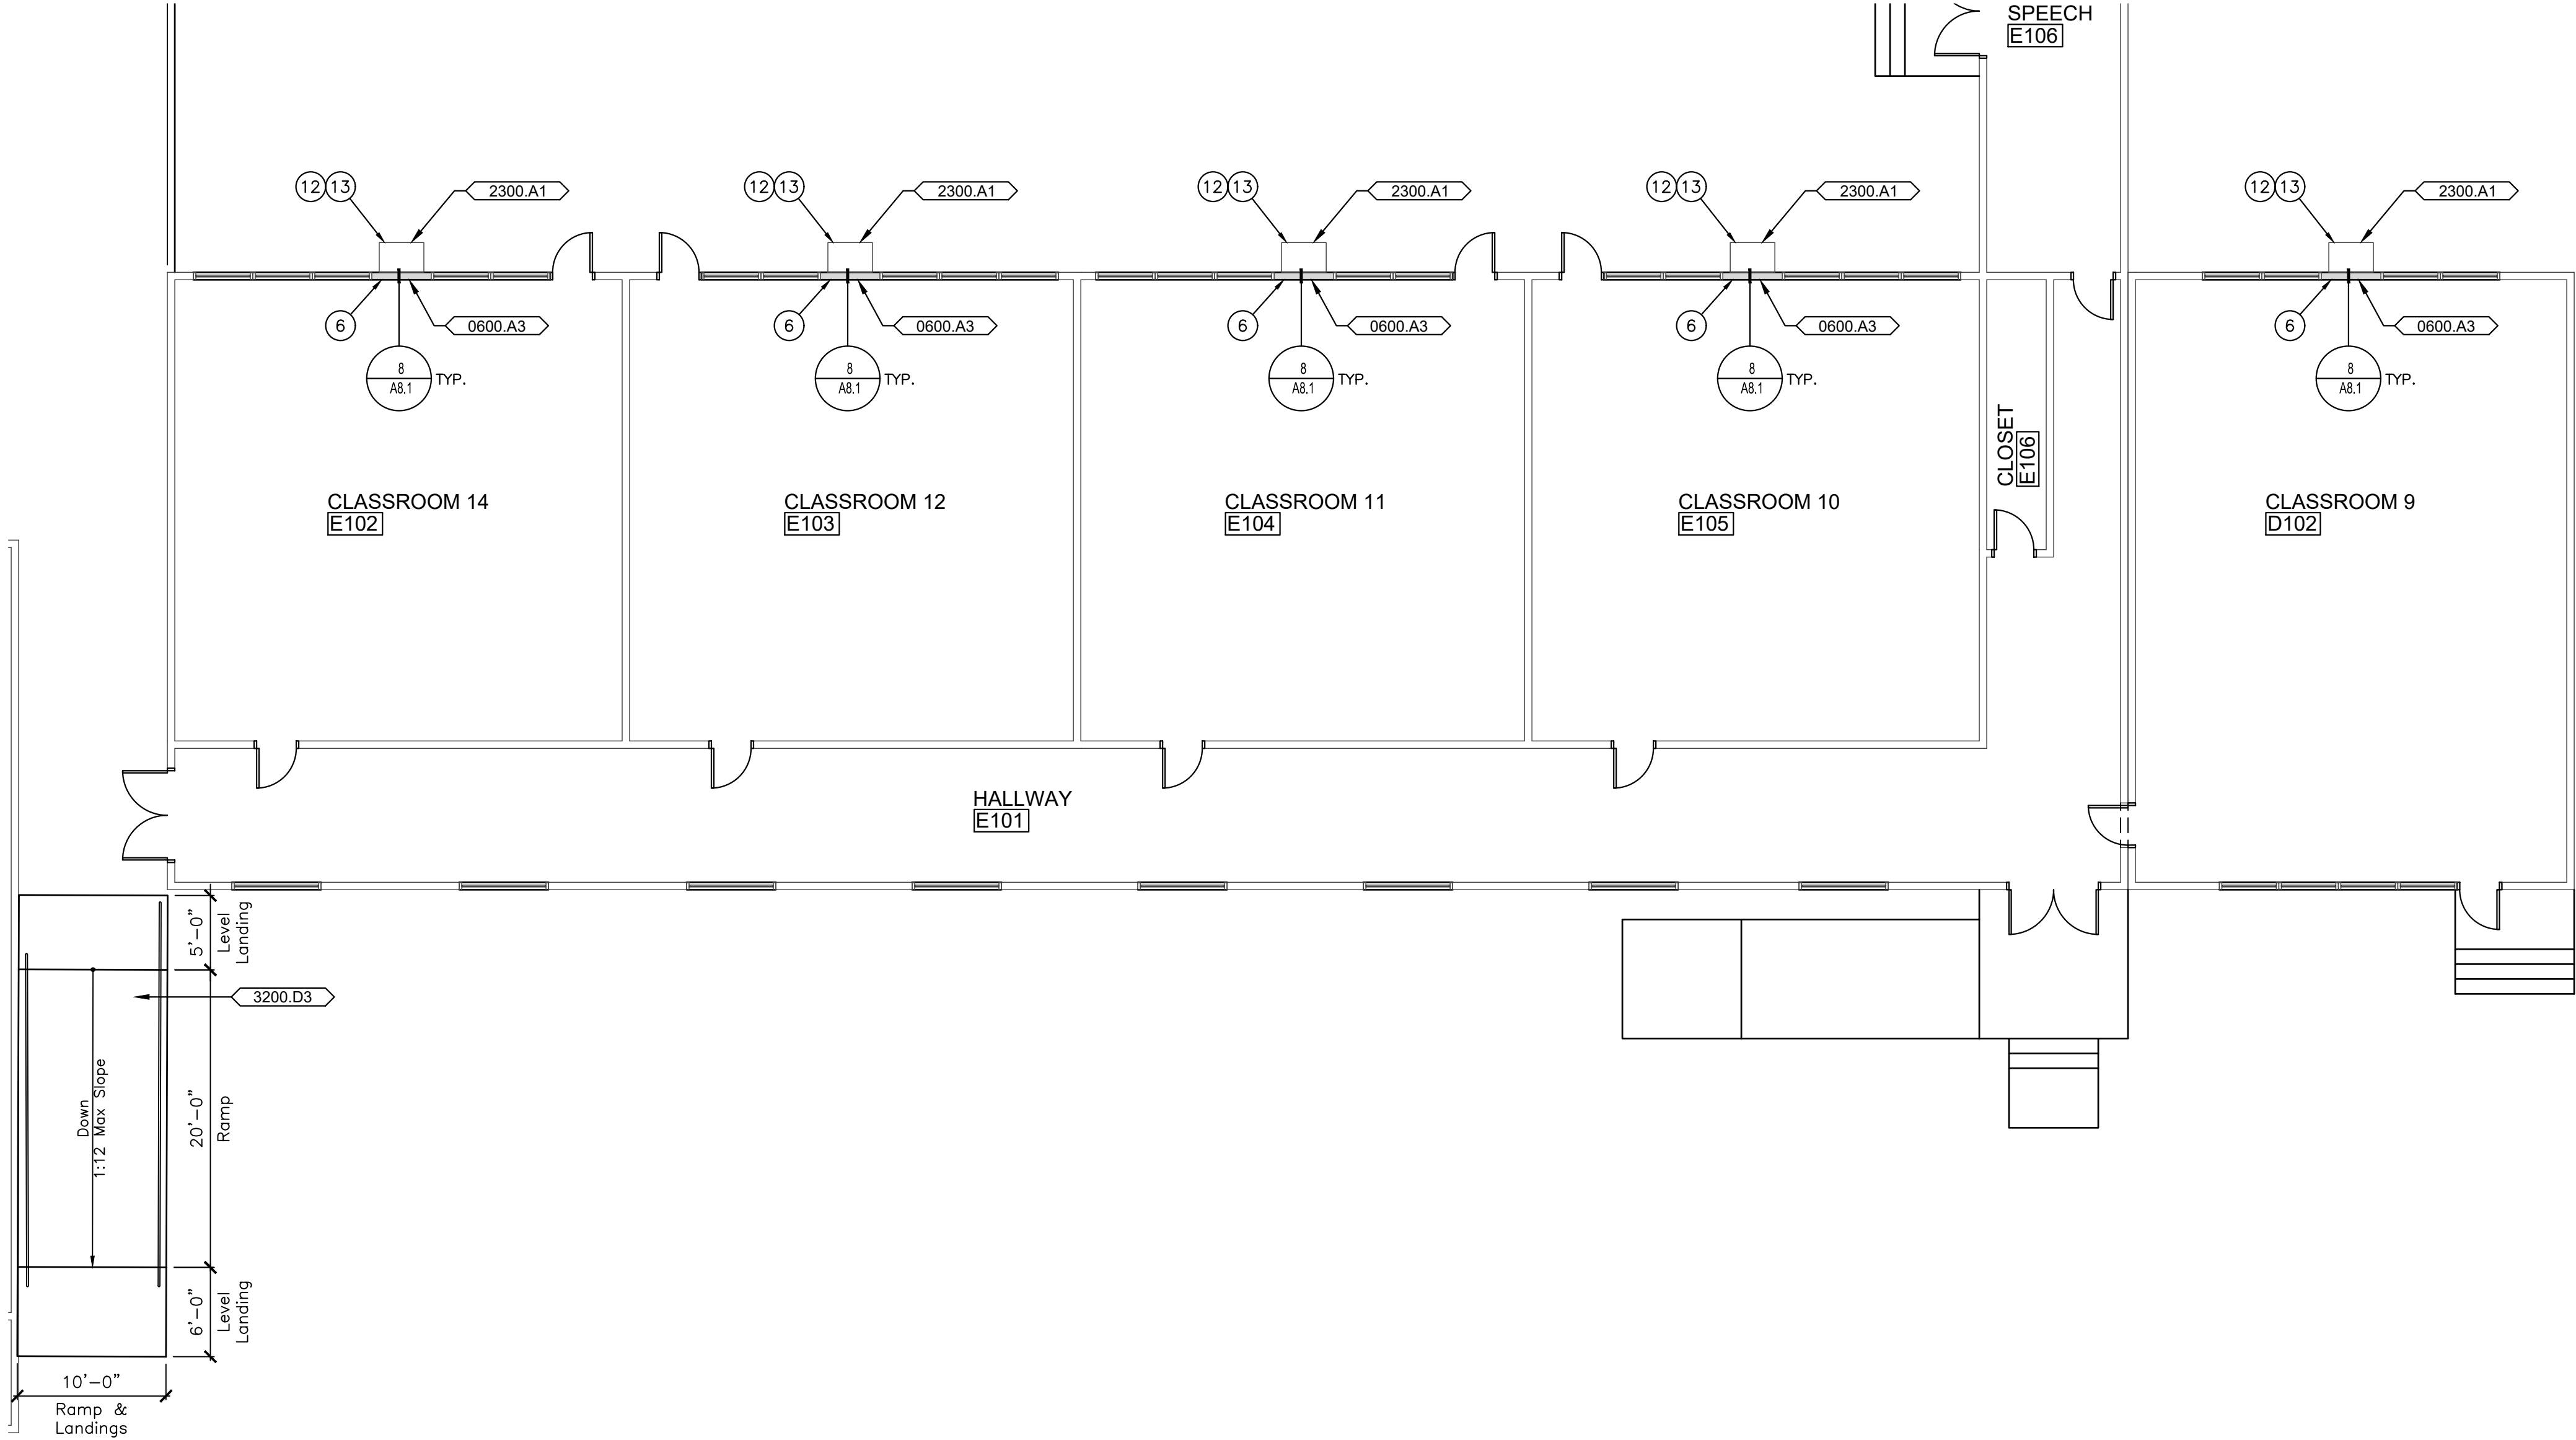 SPEECH
E106
12 13
2300.A1
12 13
2300.A1
12 13
2300.A1
12 13
2300.A1
12 13
2300.A1
6
0600.A3
6
0600.A3
6
0600.A3
6
0600.A3
6
0600.A3
8
A8.1
TYP.
8
A8.1
TYP.
8
A8.1
TYP.
8
A8.1
TYP.
8
A8.1
TYP.
CLASSROOM 14
E102
CLASSROOM 12
E103
CLASSROOM 11
E104
CLASSROOM 10
E105
CLOSET
E106
CLASSROOM 9
D102
HALLWAY
E101
5'-0"
Level
Landing
3200.D3
Down
1:12 Max Slope
20'-0"
Ramp
6'-0"
Level
Landing
10'-0"
Ramp &
Landings